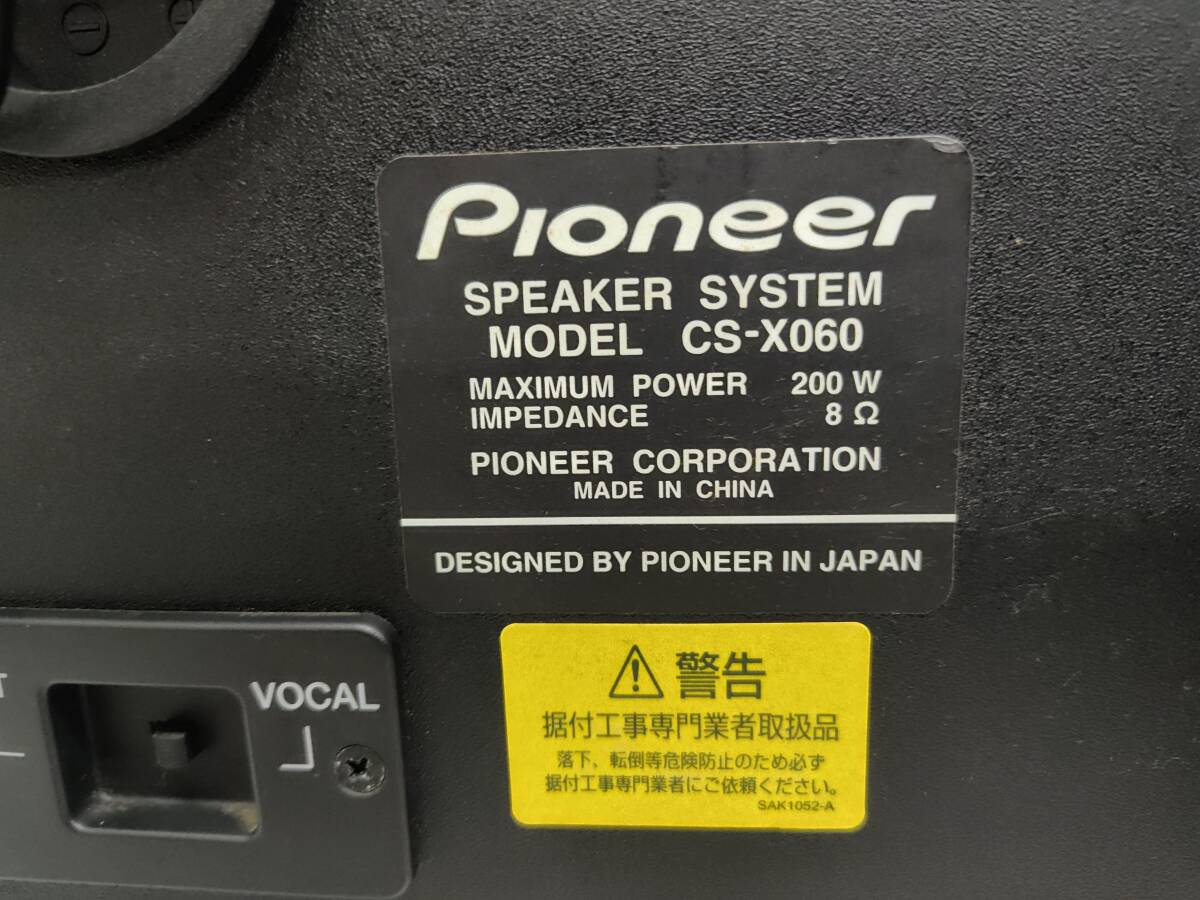 Pioneer
SPEAKER SYSTEM
MODEL CS-X060
MAXIMUM POWER 200 W
IMPEDANCE 8 Ω
PIONEER CORPORATION
MADE IN CHINA
DESIGNED BY PIONEER IN JAPAN
VOCAL
警告
据付工事専門業者取扱品
落下、転倒等危険防止のため必ず
据付工事専門業者にご依頼ください。
SAK1052-A